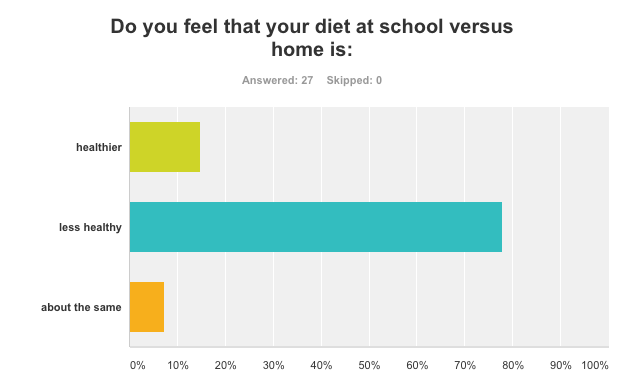 Do you feel that your diet at school versus
home is:
Answered: 27 Skipped: 0
healthier
less healthy
about the same
0% 10% 20% 30% 40% 50% 60% 70% 80% 90% 100%